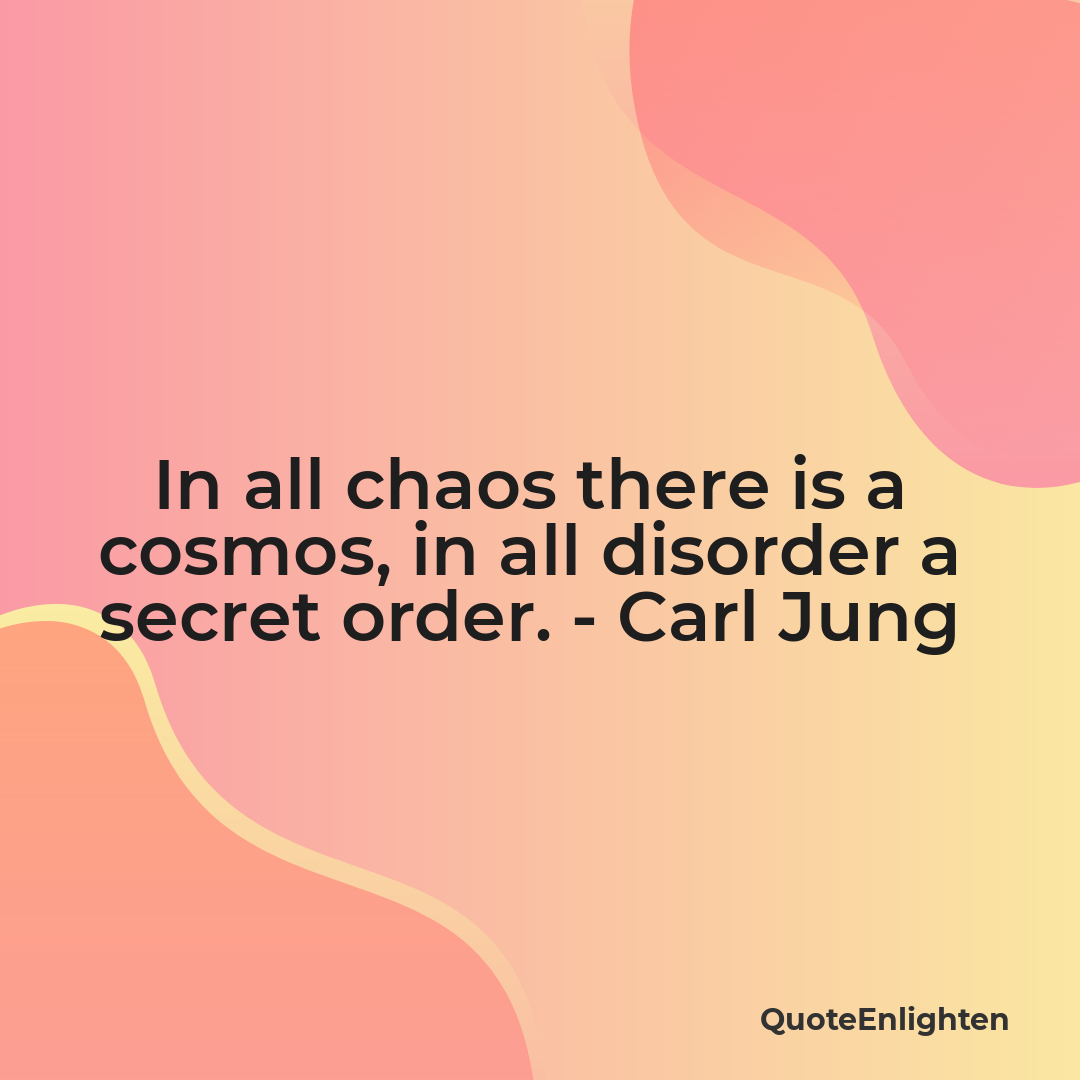 In all chaos there is a
cosmos, in all disorder a
secret order. - Carl Jung
QuoteEnlighten